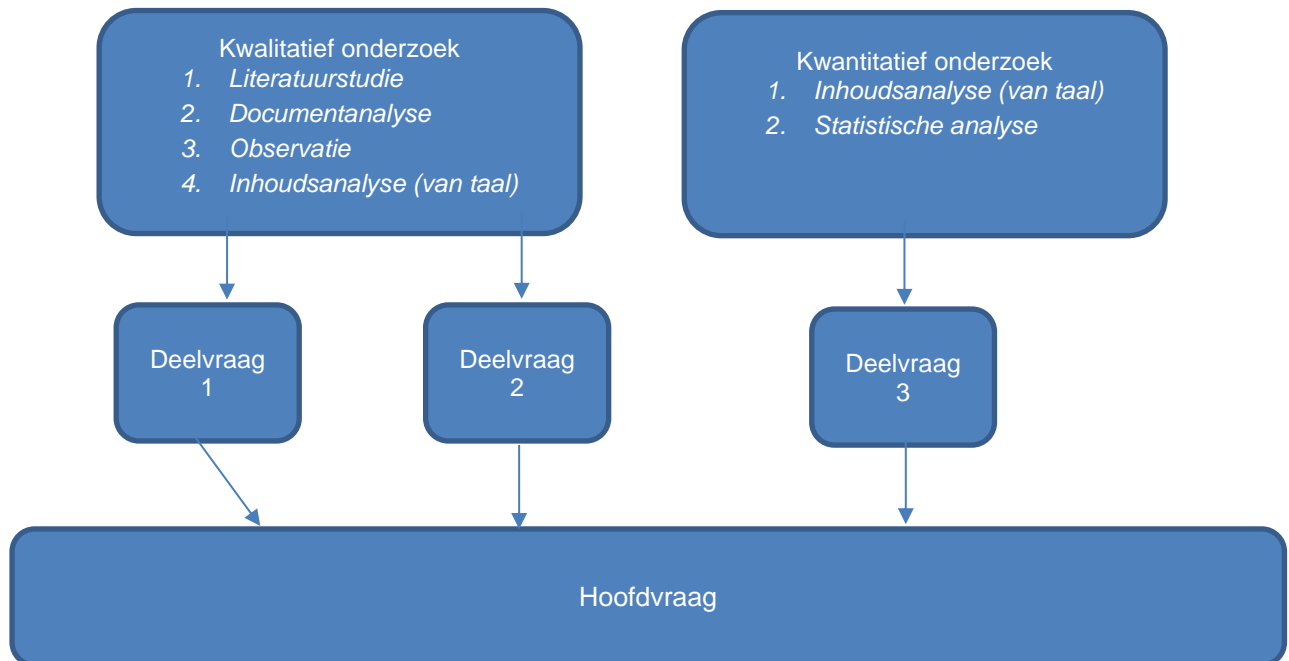 Kwalitatief onderzoek
1. Literatuurstudie
2. Documentanalyse
3. Observatie
4. Inhoudsanalyse (van taal)
Kwantitatief onderzoek
1. Inhoudsanalyse (van taal)
2. Statistische analyse
Deelvraag
1
Deelvraag
2
Deelvraag
3
Hoofdvraag